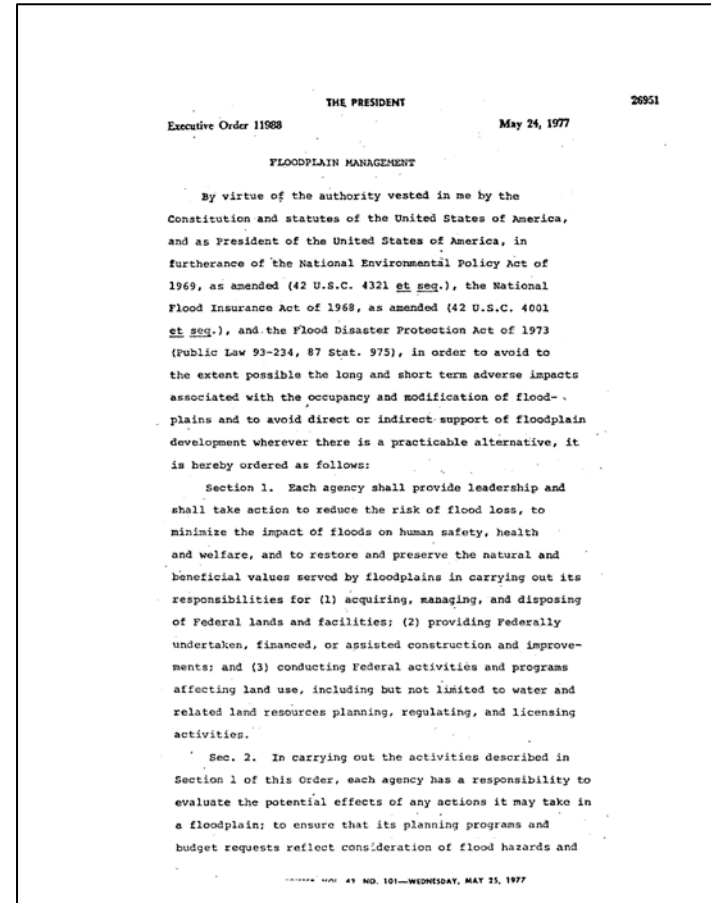 THE PRESIDENT 26951
Executive Order 11988 May 24, 1977
FLOODPLAIN MANAGEMENT
By virtue of the authority vested in me by the
Constitution and statutes of the United States of America,
and as President of the United States of America, in
furtherance of the National Environmental Policy Act of
1969, as amended (42 U.S.C. 4321 et seq.), the National
Flood Insurance Act of 1968, as amended (42 U.S.C. 4001
et seq.), and the Flood Disaster Protection Act of 1973
(Public Law 93-234, 87 Stat. 975), in order to avoid to
the extent possible the long and short term adverse impacts
associated with the occupancy and modification of flood-
plains and to avoid direct or indirect support of floodplain
development wherever there is a practicable alternative, it
is hereby ordered as follows:
Section 1. Each agency shall provide leadership and
shall take action to reduce the risk of flood loss, to
minimize the impact of floods on human safety, health
and welfare, and to restore and preserve the natural and
beneficial values served by floodplains in carrying out its
responsibilities for (1) acquiring, managing, and disposing
of Federal lands and facilities; (2) providing Federally
undertaken, financed, or assisted construction and improve-
ments; and (3) conducting Federal activities and programs
affecting land use, including but not limited to water and
related land resources planning, regulating, and licensing
activities.
Sec. 2. In carrying out the activities described in
Section 1 of this Order, each agency has a responsibility to
evaluate the potential effects of any actions it may take in
a floodplain; to ensure that its planning programs and
budget requests reflect consideration of flood hazards and
NO. 101—WEDNESDAY, MAY 25, 1977